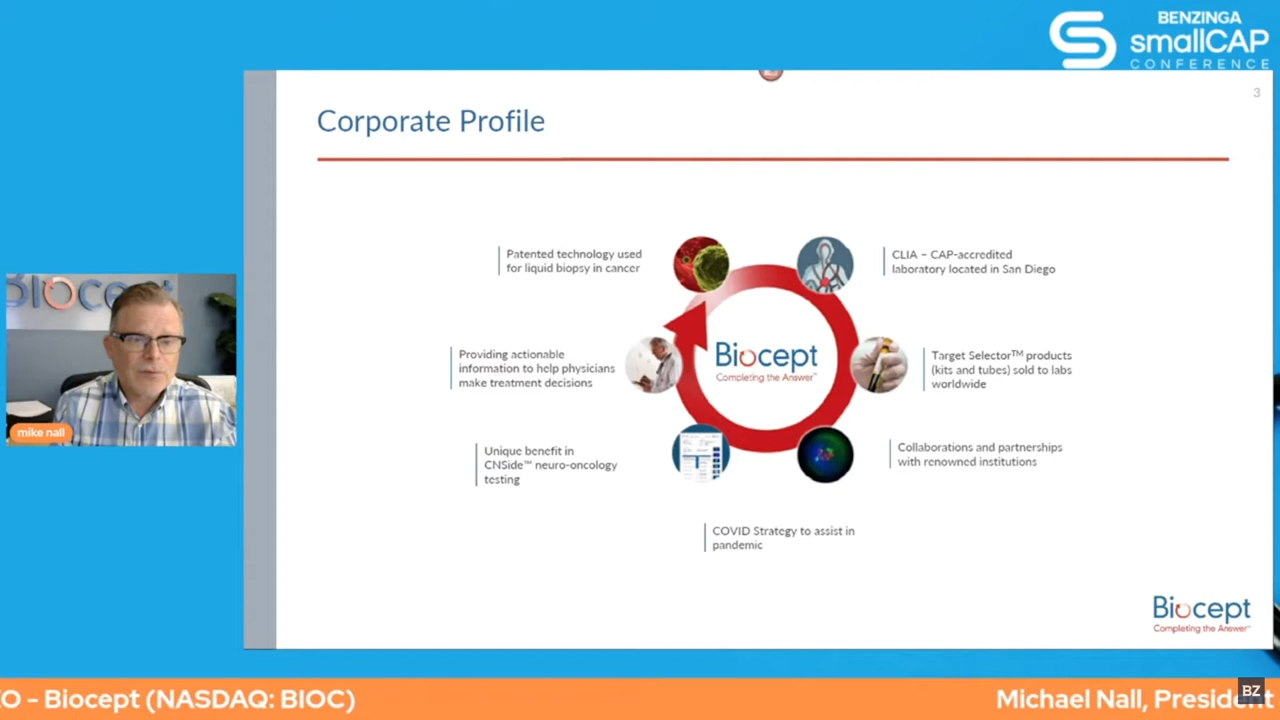 BENZINGA
smallCAP
CONFERENCE
3
Corporate Profile
Patented technology used
for liquid biopsy in cancer
CLIA – CAP-accredited
laboratory located in San Diego
Providing actionable
information to help physicians
make treatment decisions
Biocept
Completing the Answer™
Target Selector™ products
(kits and tubes) sold to labs
worldwide
Unique benefit in
CNSide™ neuro-oncology
testing
Collaborations and partnerships
with renowned institutions
COVID Strategy to assist in
pandemic
Biocept
mike nall
Biocept
Completing the Answer™
EO – Biocept (NASDAQ: BIOC)
Michael Nall, President
BZ